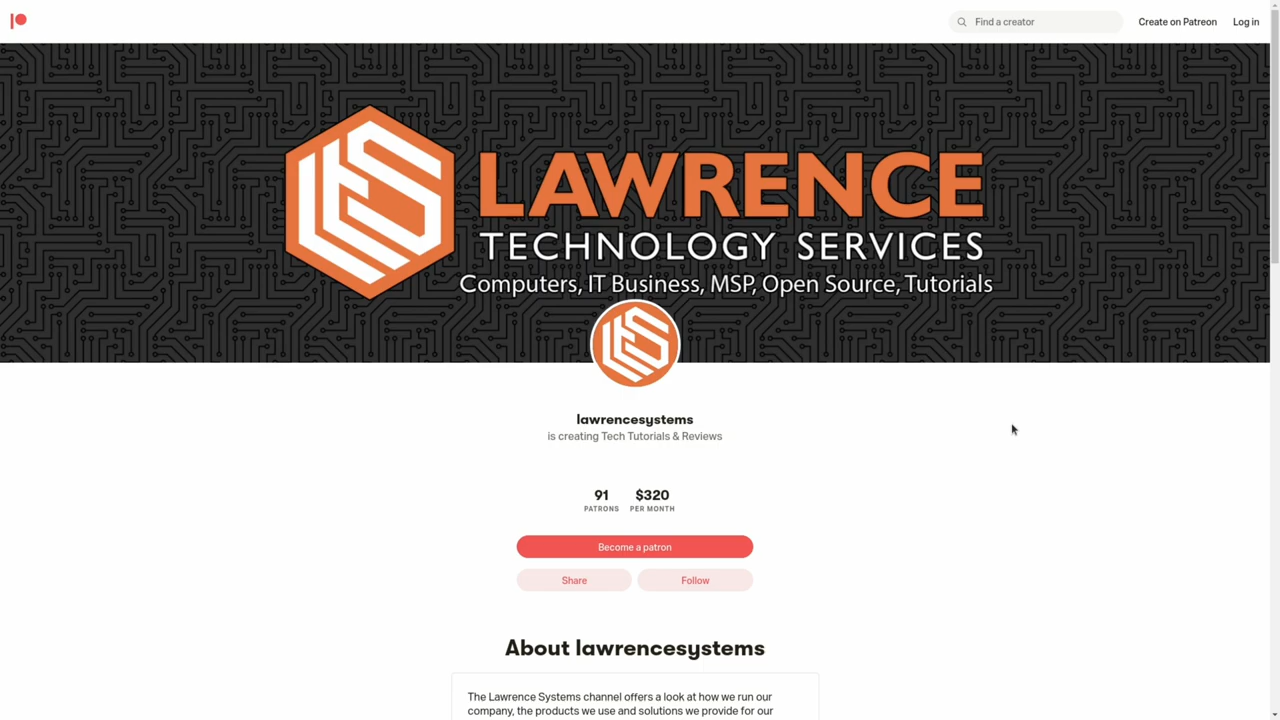 Find a creator
Create on Patreon
Log in
LAWRENCE
TECHNOLOGY SERVICES
Computers, IT Business, MSP, Open Source, Tutorials
lawrencesystems
is creating Tech Tutorials & Reviews
91 $320
PATRONS PER MONTH
Become a patron
Share Follow
About lawrencesystems
The Lawrence Systems channel offers a look at how we run our
company, the products we use and solutions we provide for our